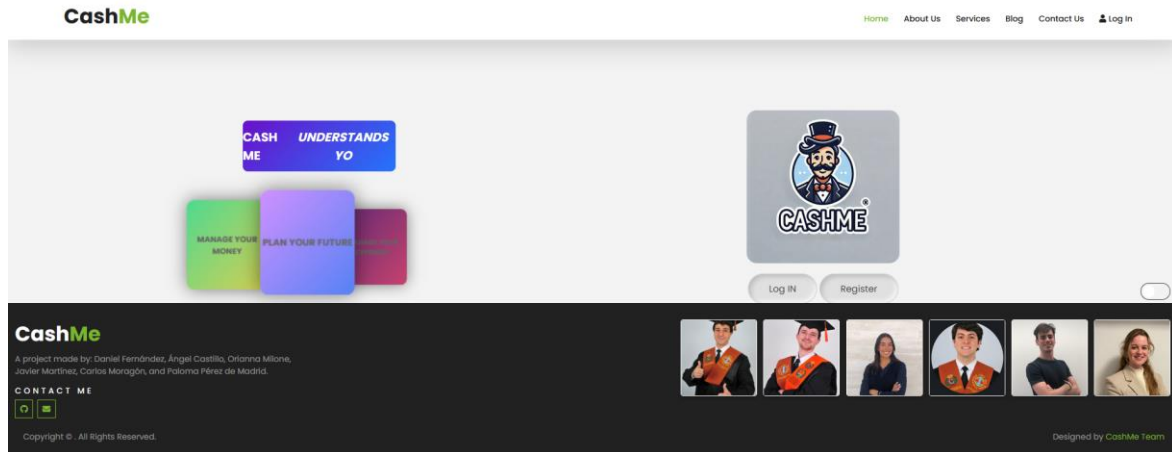 CashMe
Home About Us Services Blog Contact Us Log In
CASH ME
UNDERSTANDS YO
MANAGE YOUR MONEY
PLAN YOUR FUTURE
CASHME
®
Log IN
Register
CashMe
A project made by: Daniel Fernández, Ángel Castillo, Orianna Milone,
Javier Martínez, Carlos Moragón, and Paloma Pérez de Madrid.
CONTACT ME
Copyright © . All Rights Reserved.
Designed by CashMe Team